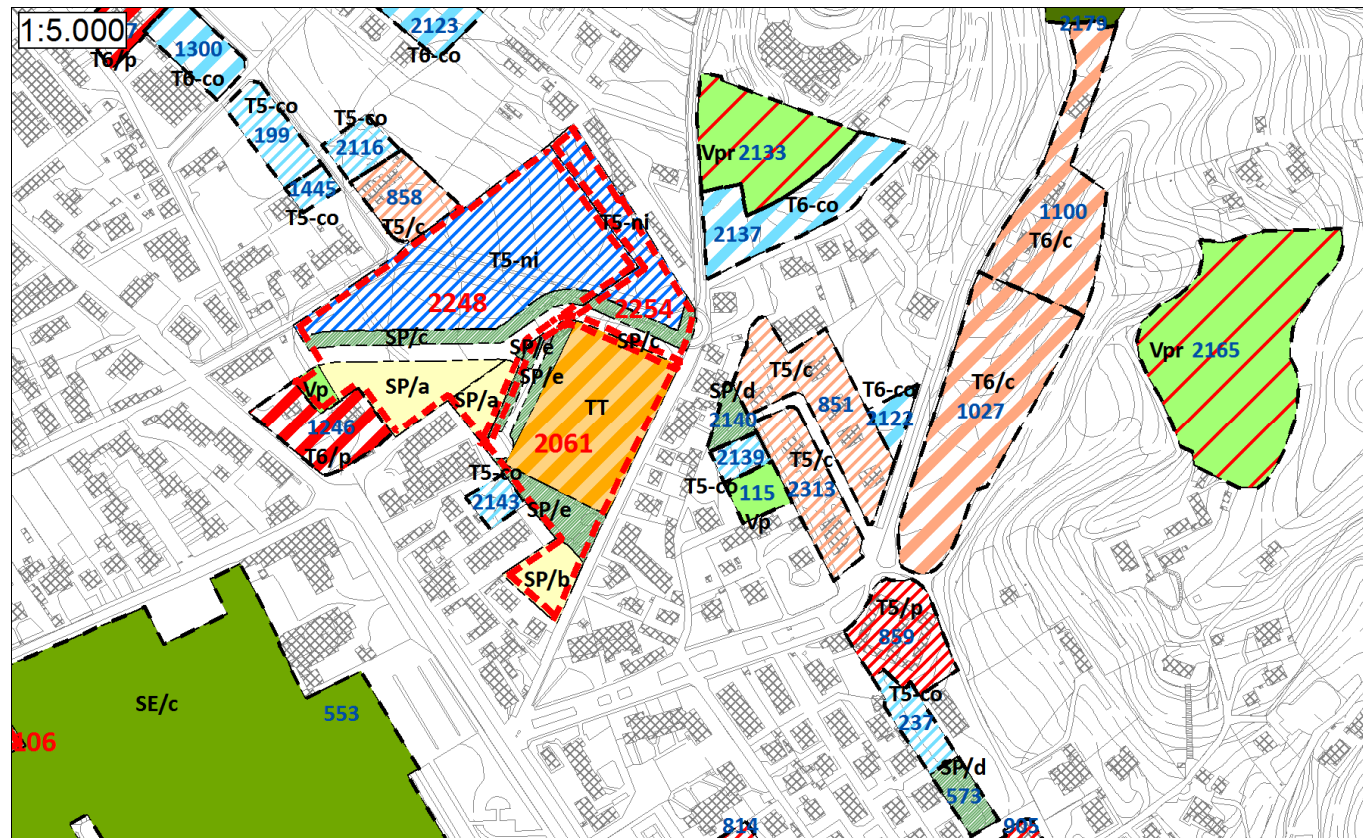 1:5.000
7
T6/p
1300
T6-co
2123
T6-co
2179
T5-co
199
T5-co
2116
1445
T5-co
858
T5/c
Vpr 2133
T6-co
2137
1100
T6/c
T5-ni
T5-ni
2248
2254
SP/c
SP/c
SP/e
SP/e
Vpr 2165
Vp
SP/a
SP/a
TT
2061
1246
T6/p
T5/c
SP/d
851
T6-co
2122
2140
T6/c
1027
2139
T5/c
2313
T5-co
115
Vp
T5-co
2143
SP/e
SP/b
T5/p
859
SE/c
553
106
T5-co
237
SP/d
573
814
905